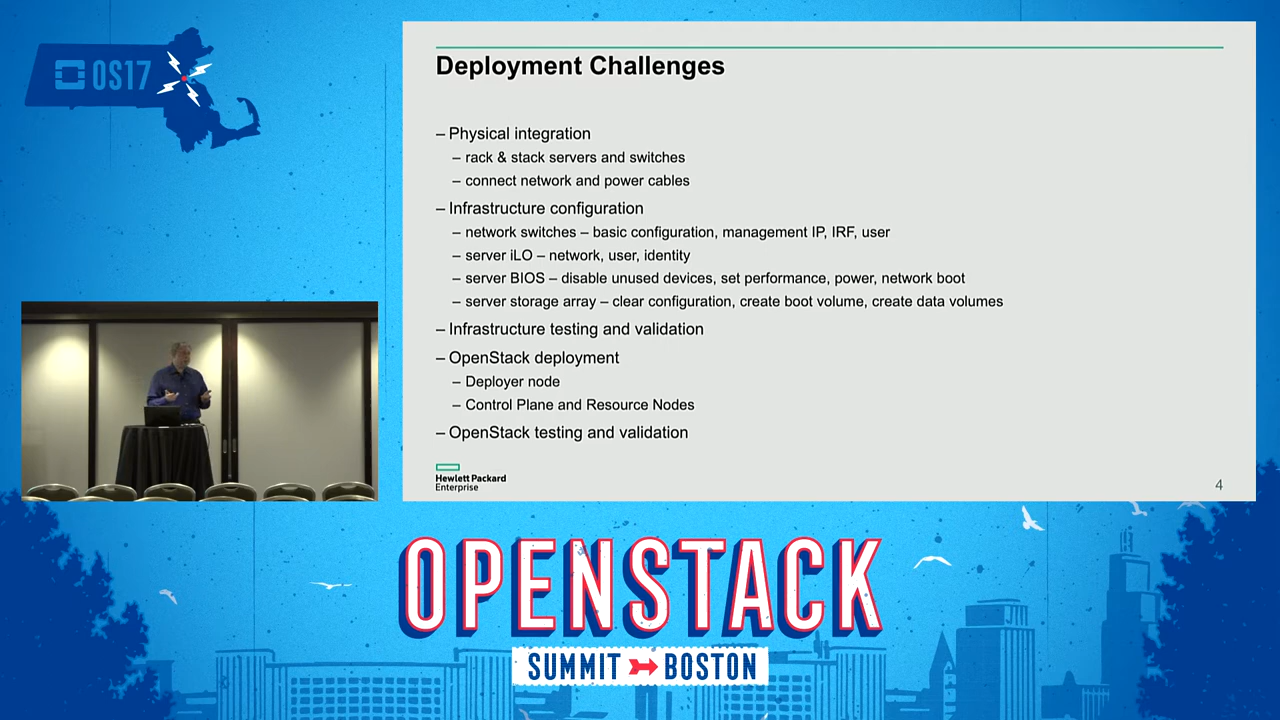 OS17
Deployment Challenges
– Physical integration
– rack & stack servers and switches
– connect network and power cables
– Infrastructure configuration
– network switches – basic configuration, management IP, IRF, user
– server iLO – network, user, identity
– server BIOS – disable unused devices, set performance, power, network boot
– server storage array – clear configuration, create boot volume, create data volumes
– Infrastructure testing and validation
– OpenStack deployment
– Deployer node
– Control Plane and Resource Nodes
– OpenStack testing and validation
Hewlett Packard
Enterprise
4
OPENSTACK
SUMMIT BOSTON